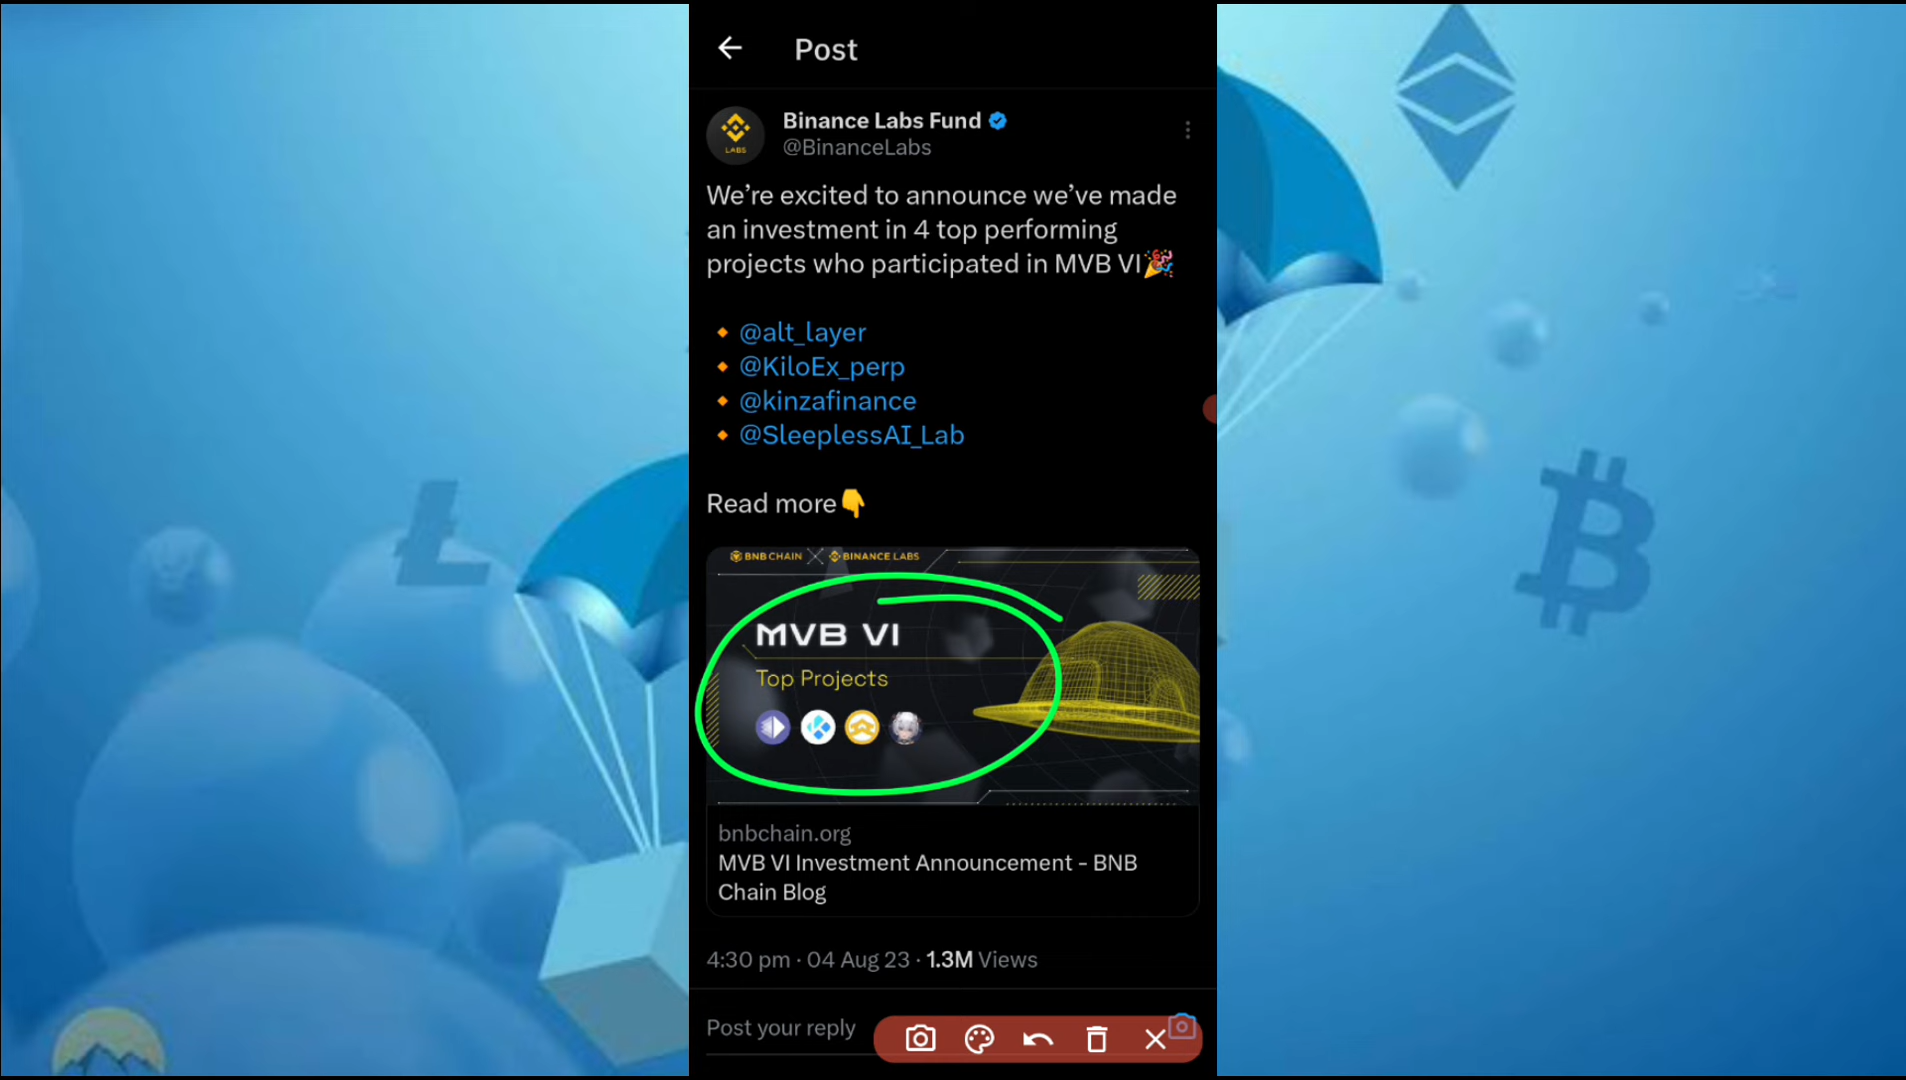 Post
Binance Labs Fund
@BinanceLabs
LABS
We’re excited to announce we’ve made
an investment in 4 top performing
projects who participated in MVB VI🎉
🔸@alt_layer
🔸@KiloEx_perp
🔸@kinzafinance
🔸@SleeplessAI_Lab
Read more👇
BNB CHAIN BINANCE LABS
MVB VI
Top Projects
bnbchain.org
MVB VI Investment Announcement - BNB
Chain Blog
4:30 pm · 04 Aug 23 · 1.3M Views
Post your reply